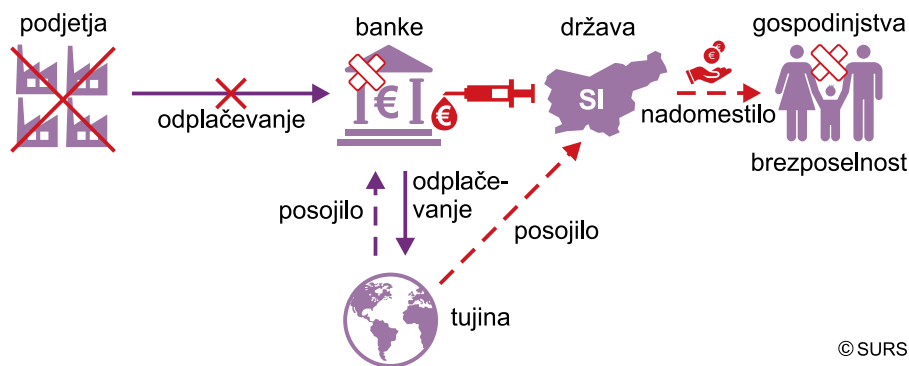 podjetja
banke
država
gospodinjstva
€
€
€
€
SI
odplačevanje
nadomestilo
brezposelnost
posojilo
odplače-
vanje
posojilo
tujina
© SURS